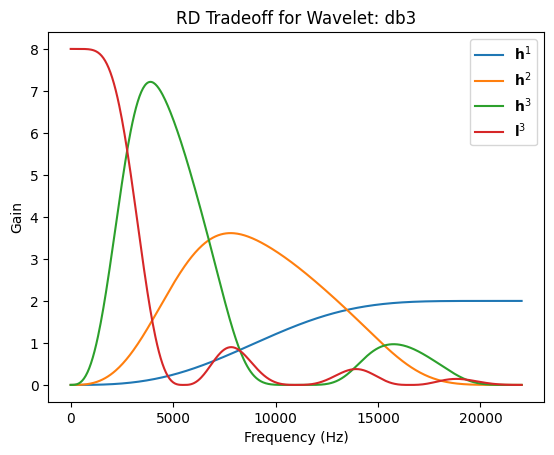 RD Tradeoff for Wavelet: db3
h¹
h²
h³
l³
Gain
8
7
6
5
4
3
2
1
0
0 5000 10000 15000 20000
Frequency (Hz)